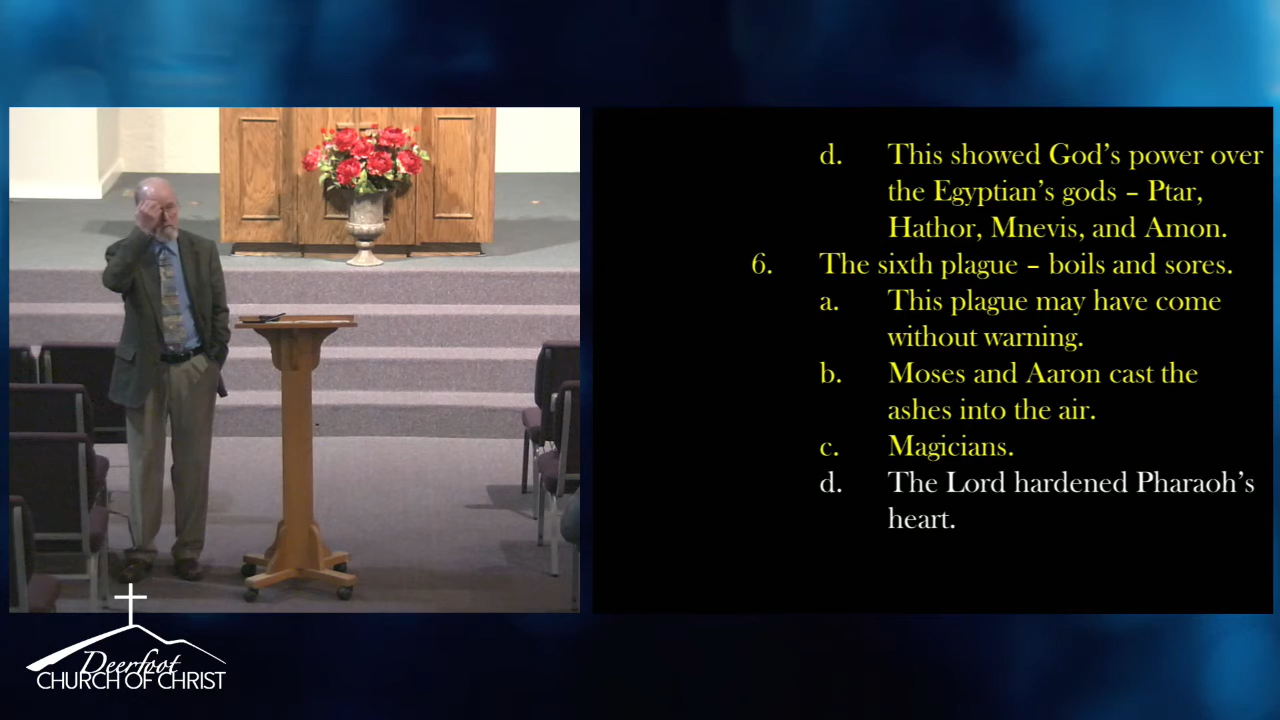 d. This showed God's power over
the Egyptian's gods – Ptar,
Hathor, Mnevis, and Amon.
6. The sixth plague – boils and sores.
a. This plague may have come
without warning.
b. Moses and Aaron cast the
ashes into the air.
c. Magicians.
d. The Lord hardened Pharaoh's
heart.
Deerfoot
CHURCH OF CHRIST